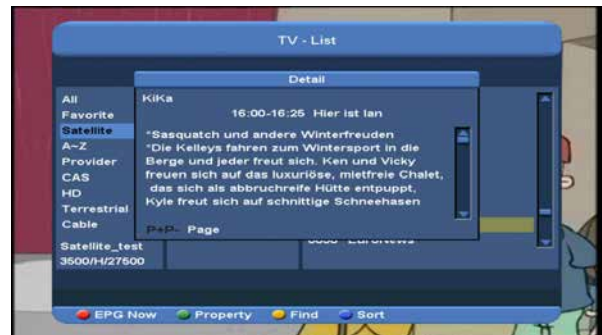 TV - List
Detail
KiKa
16:00-16:25 Hier ist Ian
*Sasquatch und andere Winterfreuden
*Die Kelleys fahren zum Wintersport in die
Berge und jeder freut sich. Ken und Vicky
freuen sich auf das luxuriöse, mietfreie Chalet,
das sich als abbruchreife Hütte entpuppt,
Kyle freut sich auf schnittige Schneehasen
P+P- Page
All
Favorite
Satellite
A~Z
Provider
CAS
HD
Terrestrial
Cable
Satellite_test
3500/H/27500
EuroNews
EPG Now
Property
Find
Sort